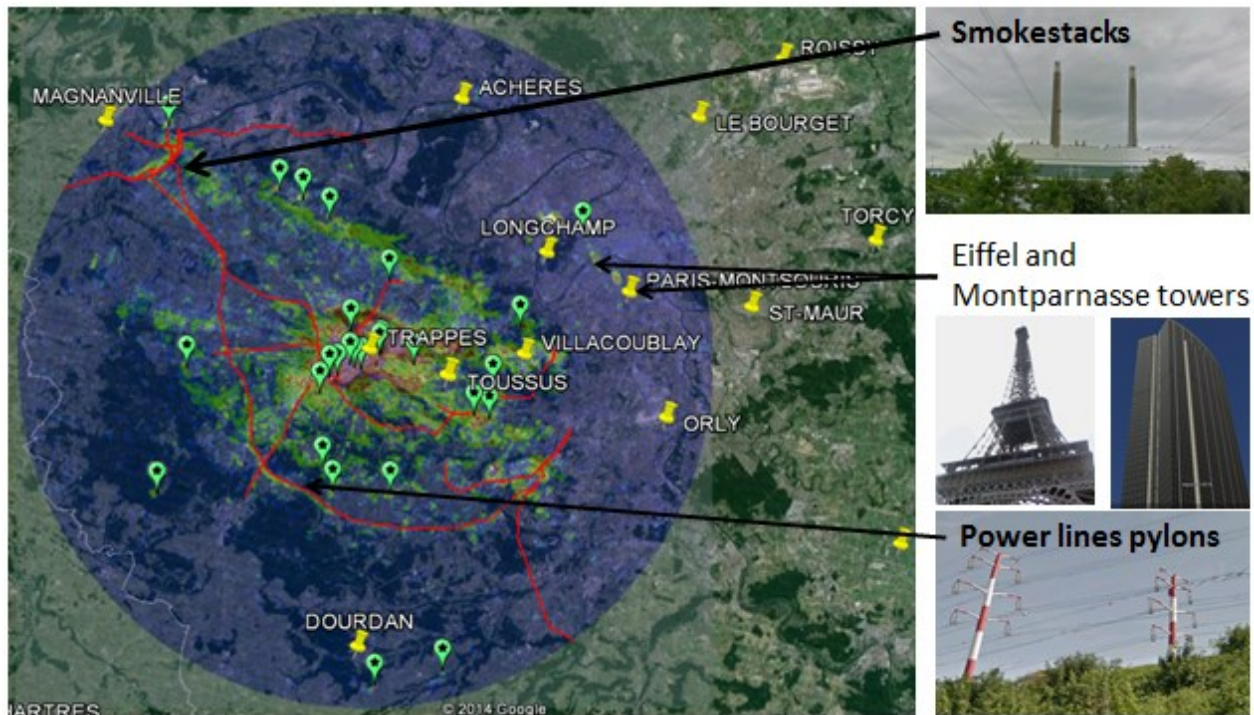 Smokestacks
ROISSY
MAGNANVILLE
ACHERES
LE BOURGET
LONGCHAMP
TORCY
Eiffel and
Montparnasse towers
PARIS-MONTSOURIS
ST-MAUR
TRAPPES
VILLACOUBLAY
TOUSSUS
ORLY
Power lines pylons
DOURDAN
HARTRES
© 2014 Google